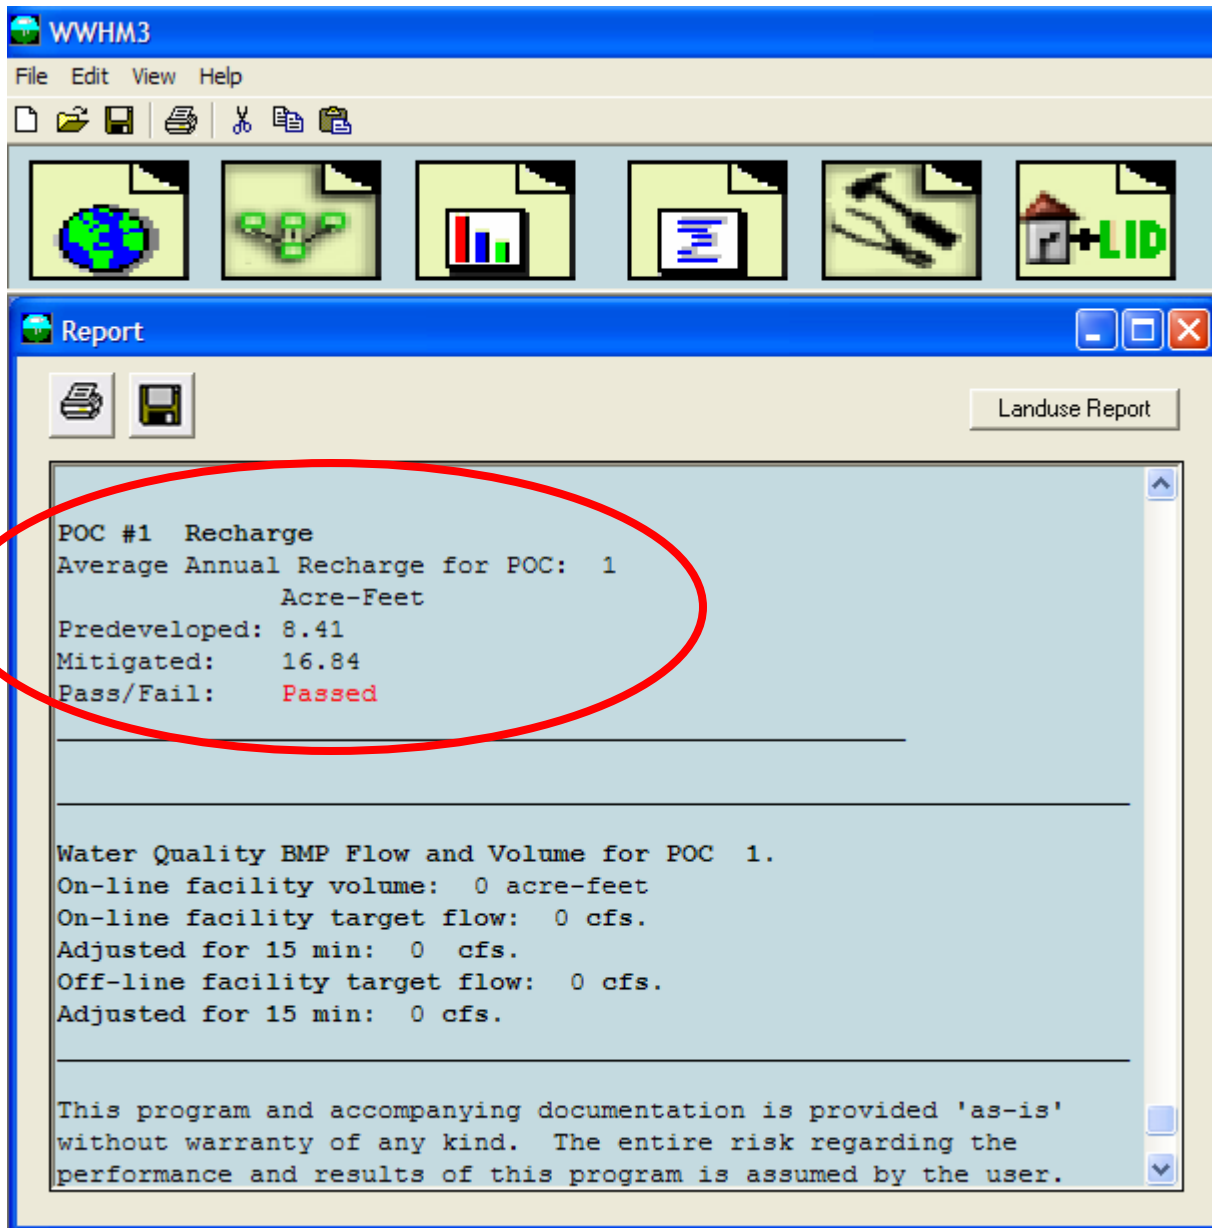 WWHM3
File Edit View Help
+LID
Report
Landuse Report
POC #1 Recharge
Average Annual Recharge for POC: 1
Acre-Feet
Predeveloped: 8.41
Mitigated: 16.84
Pass/Fail: Passed
Water Quality BMP Flow and Volume for POC 1.
On-line facility volume: 0 acre-feet
On-line facility target flow: 0 cfs.
Adjusted for 15 min: 0 cfs.
Off-line facility target flow: 0 cfs.
Adjusted for 15 min: 0 cfs.
This program and accompanying documentation is provided 'as-is'
without warranty of any kind. The entire risk regarding the
performance and results of this program is assumed by the user.